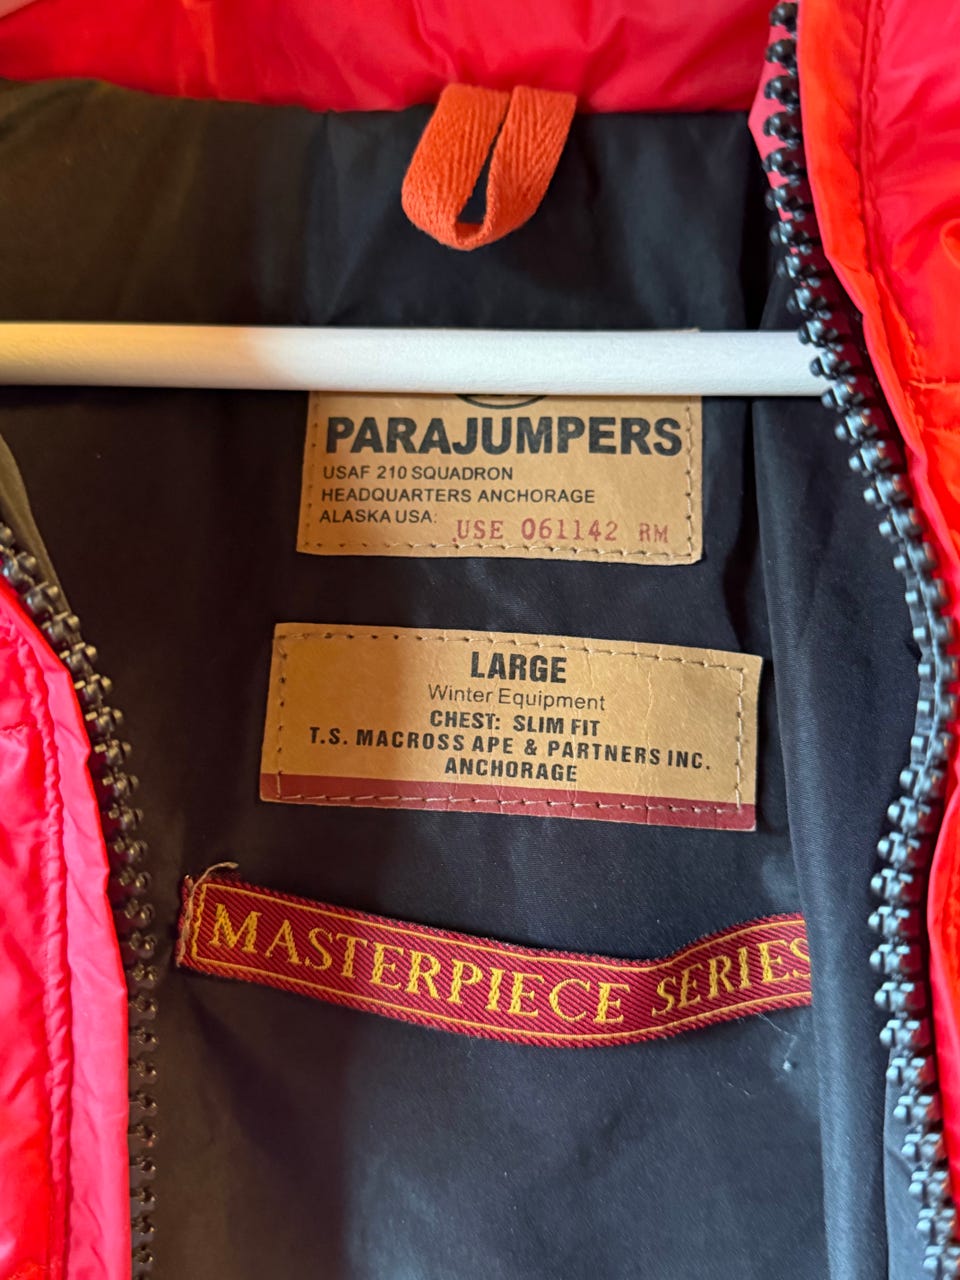 PARAJUMPERS
USAF 210 SQUADRON
HEADQUARTERS ANCHORAGE
ALASKA USA: USE 061142 RM
LARGE
Winter Equipment
CHEST: SLIM FIT
T.S. MACROSS APE & PARTNERS INC.
ANCHORAGE
MASTERPIECE SERIES